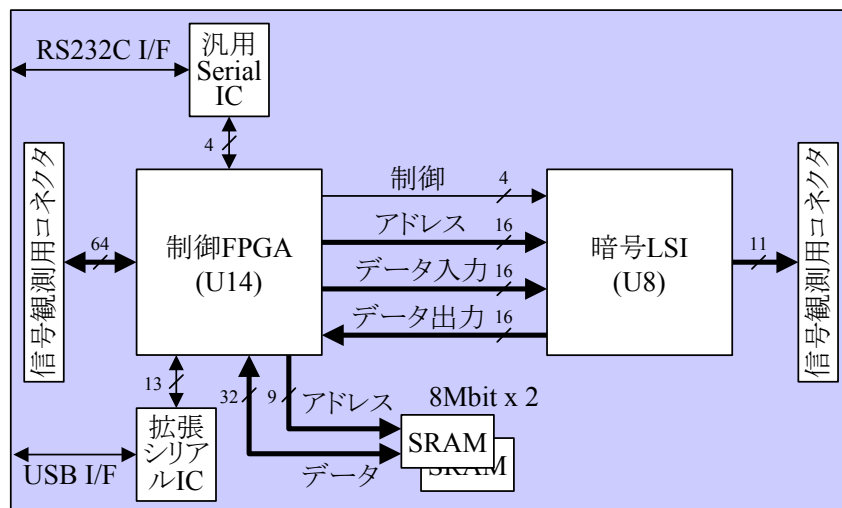 RS232C I/F
汎用
Serial
IC
4
信号観測用コネクタ
64
制御FPGA
(U14)
制御
4
アドレス
16
データ入力
16
データ出力
16
暗号LSI
(U8)
11
信号観測用コネクタ
13
32
9
アドレス
8Mbit x 2
SRAM
SRAM
データ
拡張
シリア
ルIC
USB I/F